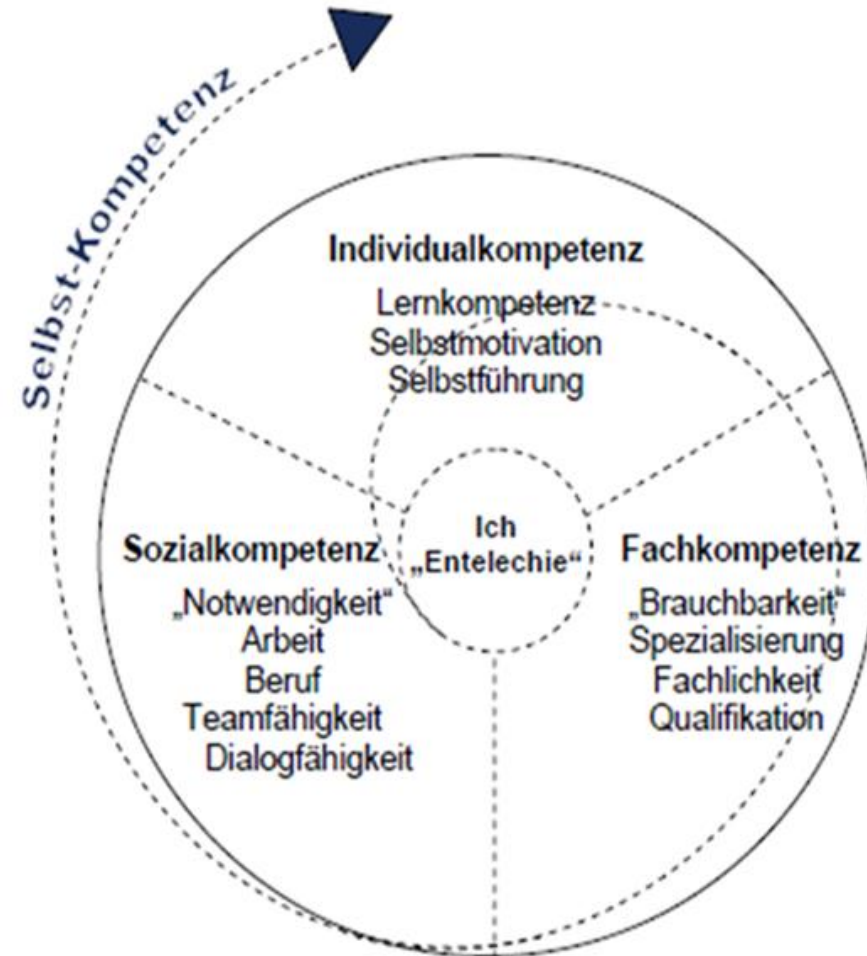 Selbst-Kompetenz
Individualkompetenz
Lernkompetenz
Selbstmotivation
Selbstführung
Ich
„Entelechie“
Sozialkompetenz
„Notwendigkeit“
Arbeit
Beruf
Teamfähigkeit
Dialogfähigkeit
Fachkompetenz
„Brauchbarkeit“
Spezialisierung
Fachlichkeit
Qualifikation